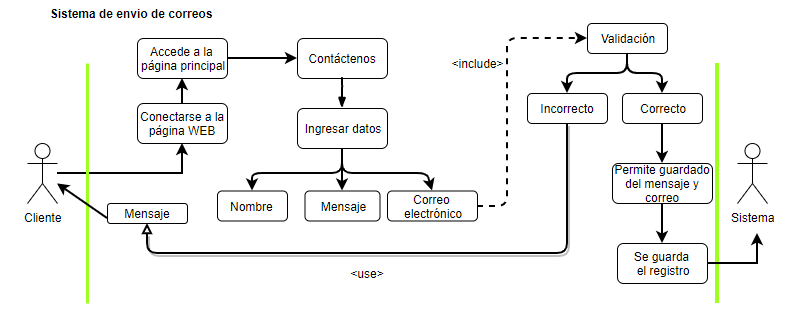 Sistema de envio de correos
Accede a la
página principal
Contáctenos
Validación
<include>
Conectarse a la
página WEB
Ingresar datos
Incorrecto
Correcto
Permite guardado
del mensaje y
correo
Cliente
Mensaje
Nombre
Mensaje
Correo
electrónico
Sistema
Se guarda
el registro
<use>